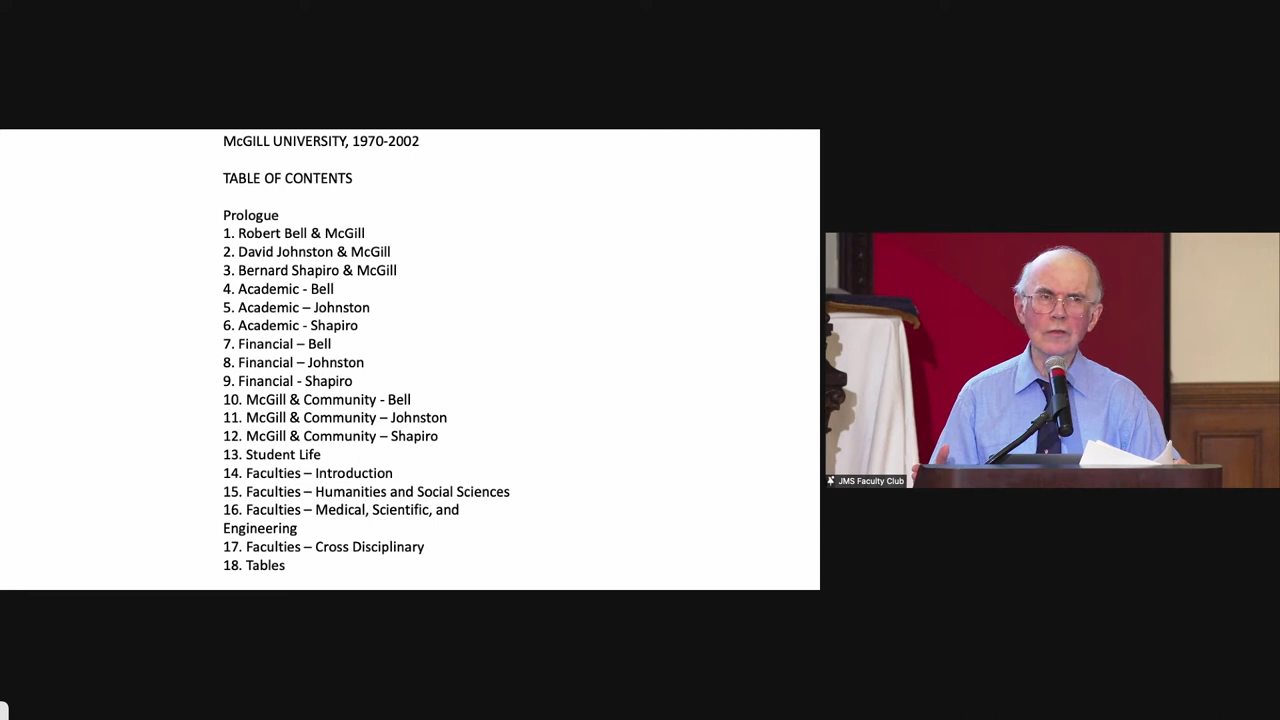 McGILL UNIVERSITY, 1970-2002
TABLE OF CONTENTS
Prologue
1. Robert Bell & McGill
2. David Johnston & McGill
3. Bernard Shapiro & McGill
4. Academic - Bell
5. Academic – Johnston
6. Academic - Shapiro
7. Financial – Bell
8. Financial – Johnston
9. Financial - Shapiro
10. McGill & Community - Bell
11. McGill & Community – Johnston
12. McGill & Community – Shapiro
13. Student Life
14. Faculties – Introduction
15. Faculties – Humanities and Social Sciences
16. Faculties – Medical, Scientific, and
Engineering
17. Faculties – Cross Disciplinary
18. Tables
JMS Faculty Club